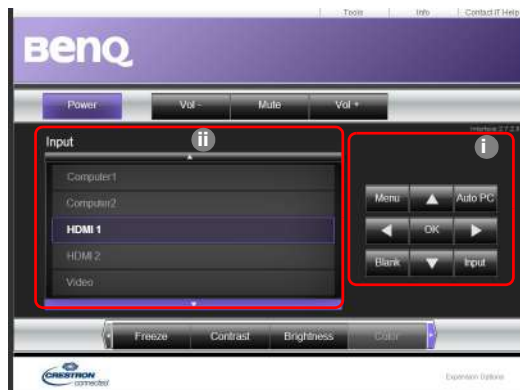 Tools Info Contact IT Help
BenQ
Power Vol - Mute Vol +
Interface 2.7.2.8
Input ii i
Computer1
Computer2
HDMI 1
HDMI 2
Video
Menu Auto PC
OK
Blank Input
Freeze Contrast Brightness Color
CRESTRON
connected
Expansion Options